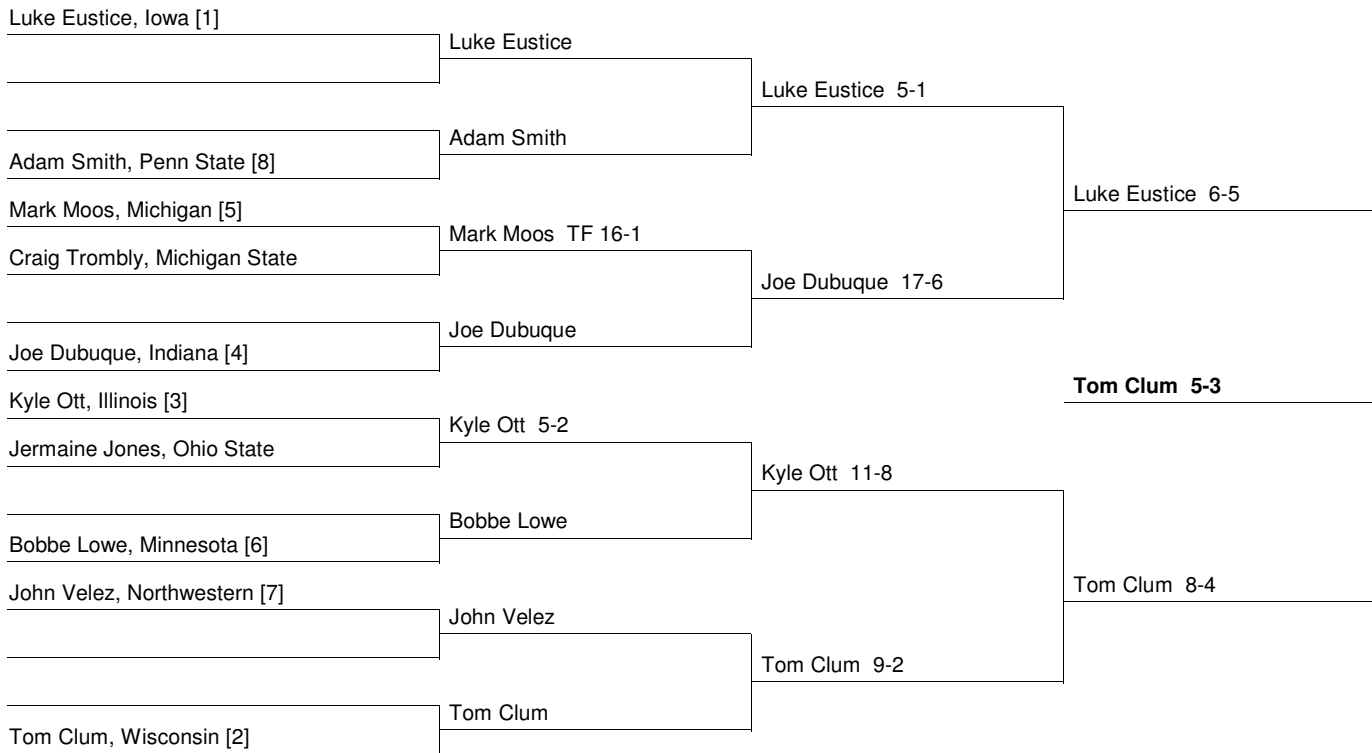 Luke Eustice, Iowa [1]
Luke Eustice
Luke Eustice 5-1
Adam Smith
Adam Smith, Penn State [8]
Luke Eustice 6-5
Mark Moos, Michigan [5]
Mark Moos TF 16-1
Craig Trombly, Michigan State
Joe Dubuque 17-6
Joe Dubuque
Joe Dubuque, Indiana [4]
Tom Clum 5-3
Kyle Ott, Illinois [3]
Kyle Ott 5-2
Jermaine Jones, Ohio State
Kyle Ott 11-8
Bobbe Lowe
Bobbe Lowe, Minnesota [6]
Tom Clum 8-4
John Velez, Northwestern [7]
John Velez
Tom Clum 9-2
Tom Clum
Tom Clum, Wisconsin [2]